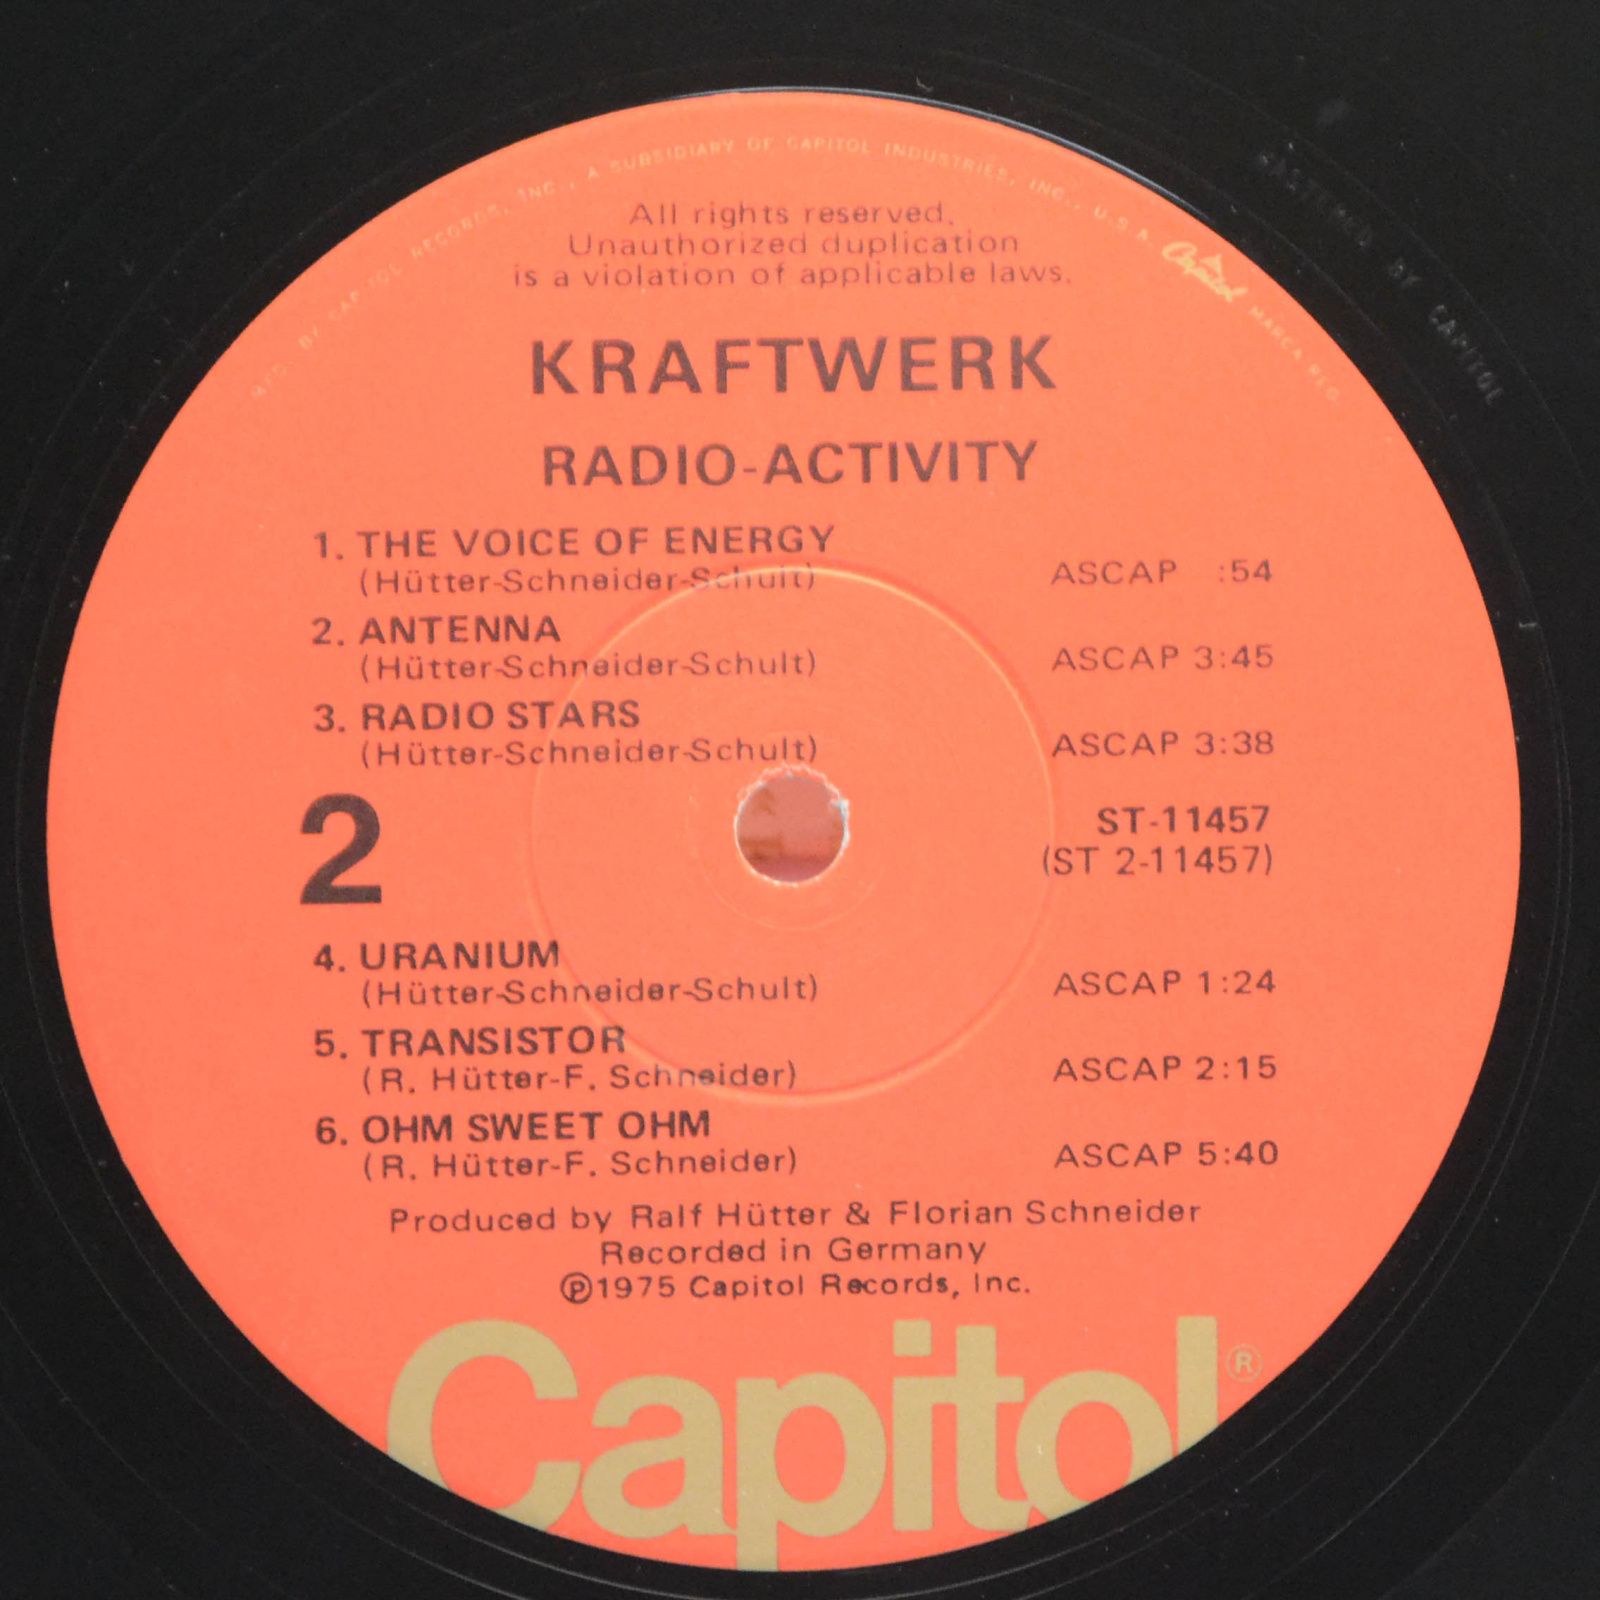 MFD. BY CAPITOL RECORDS, INC., A SUBSIDIARY OF CAPITOL INDUSTRIES, INC., U.S.A. Capitol MARCA REG.
MASTERED BY CAPITOL
All rights reserved.
Unauthorized duplication
is a violation of applicable laws.
KRAFTWERK
RADIO-ACTIVITY
1. THE VOICE OF ENERGY
(Hütter-Schneider-Schult) ASCAP :54
2. ANTENNA
(Hütter-Schneider-Schult) ASCAP 3:45
3. RADIO STARS
(Hütter-Schneider-Schult) ASCAP 3:38
2
ST-11457
(ST 2-11457)
4. URANIUM
(Hütter-Schneider-Schult) ASCAP 1:24
5. TRANSISTOR
(R. Hütter-F. Schneider) ASCAP 2:15
6. OHM SWEET OHM
(R. Hütter-F. Schneider) ASCAP 5:40
Produced by Ralf Hütter & Florian Schneider
Recorded in Germany
Ⓟ1975 Capitol Records, Inc.
Capitol®